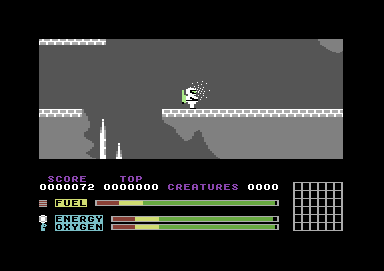 SCORE TOP
0000072 0000000 CREATURES 0000
FUEL
ENERGY
OXYGEN